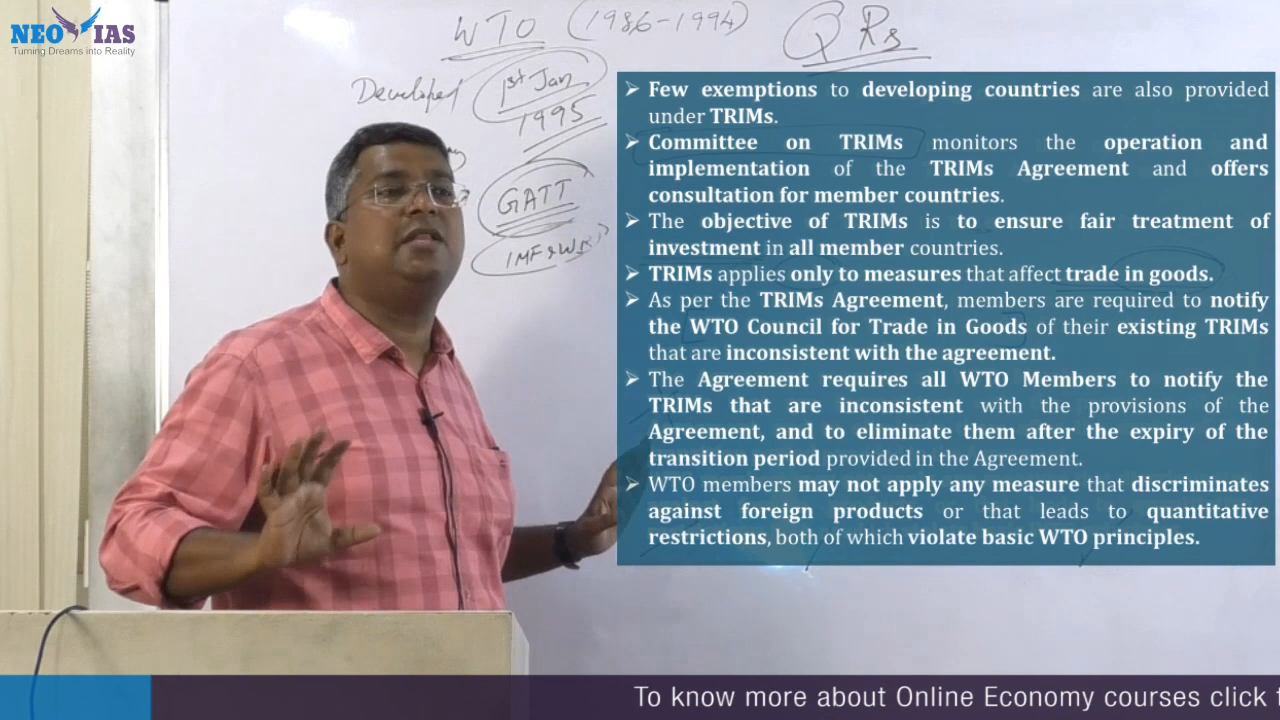 NEO IAS
Turning Dreams into Reality
WTO (1986-1994)
QRs
Developed
1st Jan
1995
GATT
IMF &
➢ Few exemptions to developing countries are also provided
under TRIMs.
➢ Committee on TRIMs monitors the operation and
implementation of the TRIMs Agreement and offers
consultation for member countries.
➢ The objective of TRIMs is to ensure fair treatment of
investment in all member countries.
➢ TRIMs applies only to measures that affect trade in goods.
➢ As per the TRIMs Agreement, members are required to notify
the WTO Council for Trade in Goods of their existing TRIMs
that are inconsistent with the agreement.
➢ The Agreement requires all WTO Members to notify the
TRIMs that are inconsistent with the provisions of the
Agreement, and to eliminate them after the expiry of the
transition period provided in the Agreement.
➢ WTO members may not apply any measure that discriminates
against foreign products or that leads to quantitative
restrictions, both of which violate basic WTO principles.
To know more about Online Economy courses click